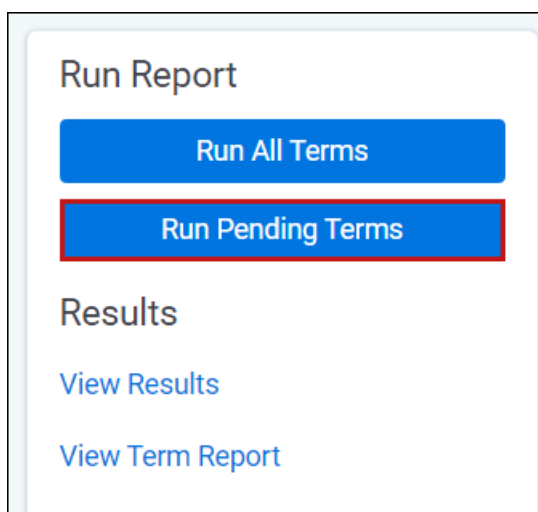 Run Report
Run All Terms
Run Pending Terms
Results
View Results
View Term Report